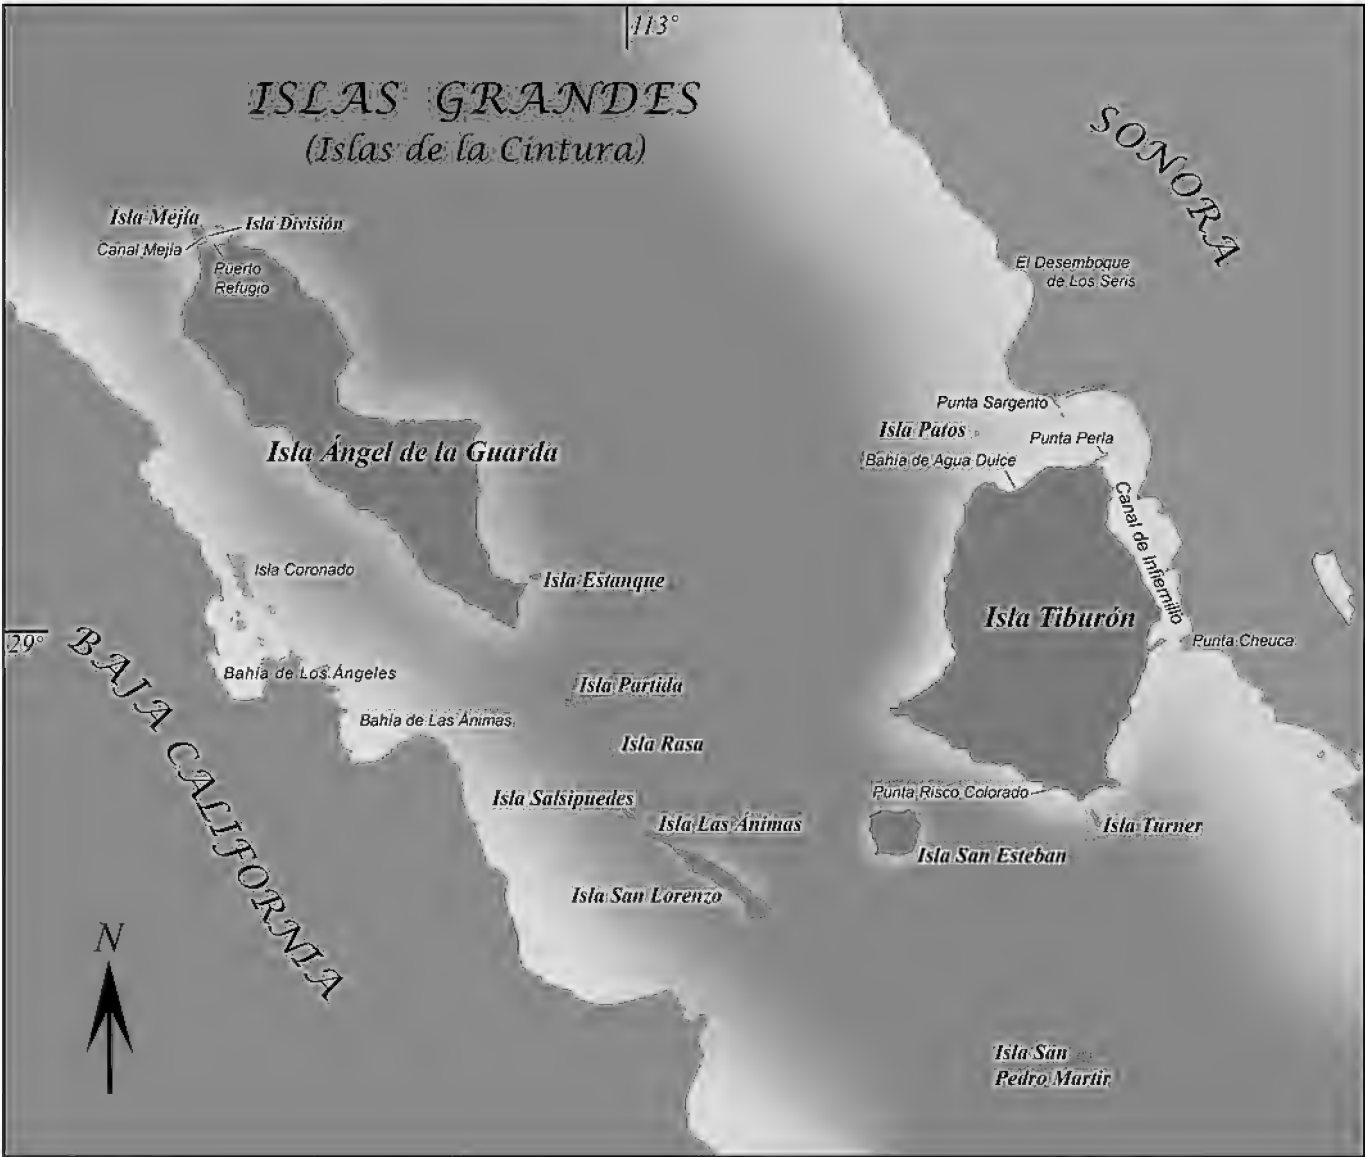 113°
ISLAS GRANDES
(Islas de la Cintura)
SONORA
Isla Mejía
Isla División
Canal Mejía
Puerto
Refugio
El Desemboque
de Los Seris
Punta Sargento
Isla Patos
Punta Perla
Bahía de Agua Dulce
Isla Ángel de la Guarda
Canal de Infiernillo
Isla Coronado
Isla Estanque
Isla Tiburón
29°
Punta Cheuca
BAJA CALIFORNIA
Bahía de Los Ángeles
Isla Partida
Bahía de Las Ánimas
Isla Rasa
Isla Salsipuedes
Punta Risco Colorado
Isla Las Ánimas
Isla Turner
Isla San Esteban
Isla San Lorenzo
N
Isla San
Pedro Martir